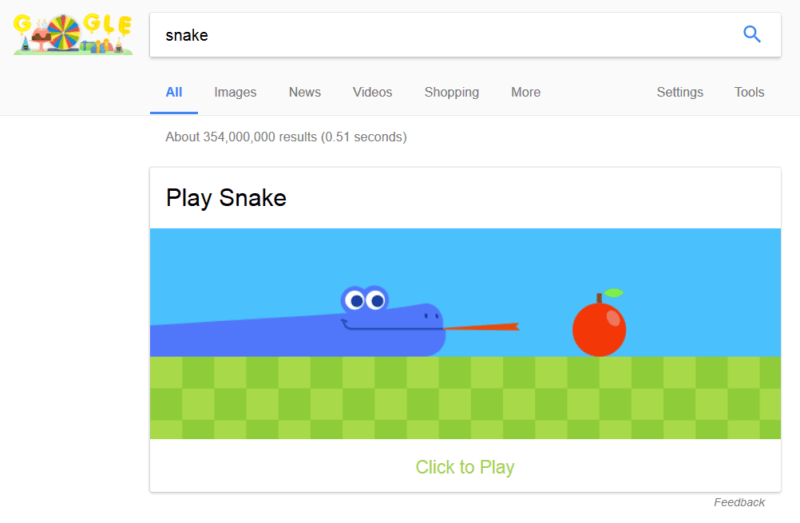 GOOGLE
snake
All Images News Videos Shopping More Settings Tools
About 354,000,000 results (0.51 seconds)
Play Snake
Click to Play
Feedback